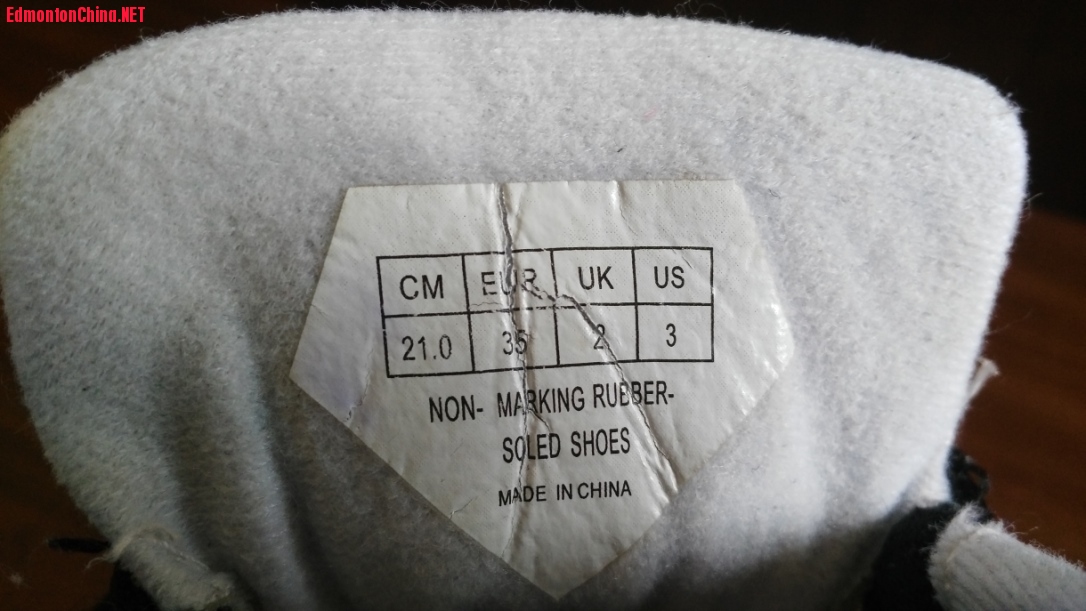 EdmontonChina.NET
CM EUR UK US
21.0 35 2 3
NON- MARKING RUBBER-
SOLED SHOES
MADE IN CHINA